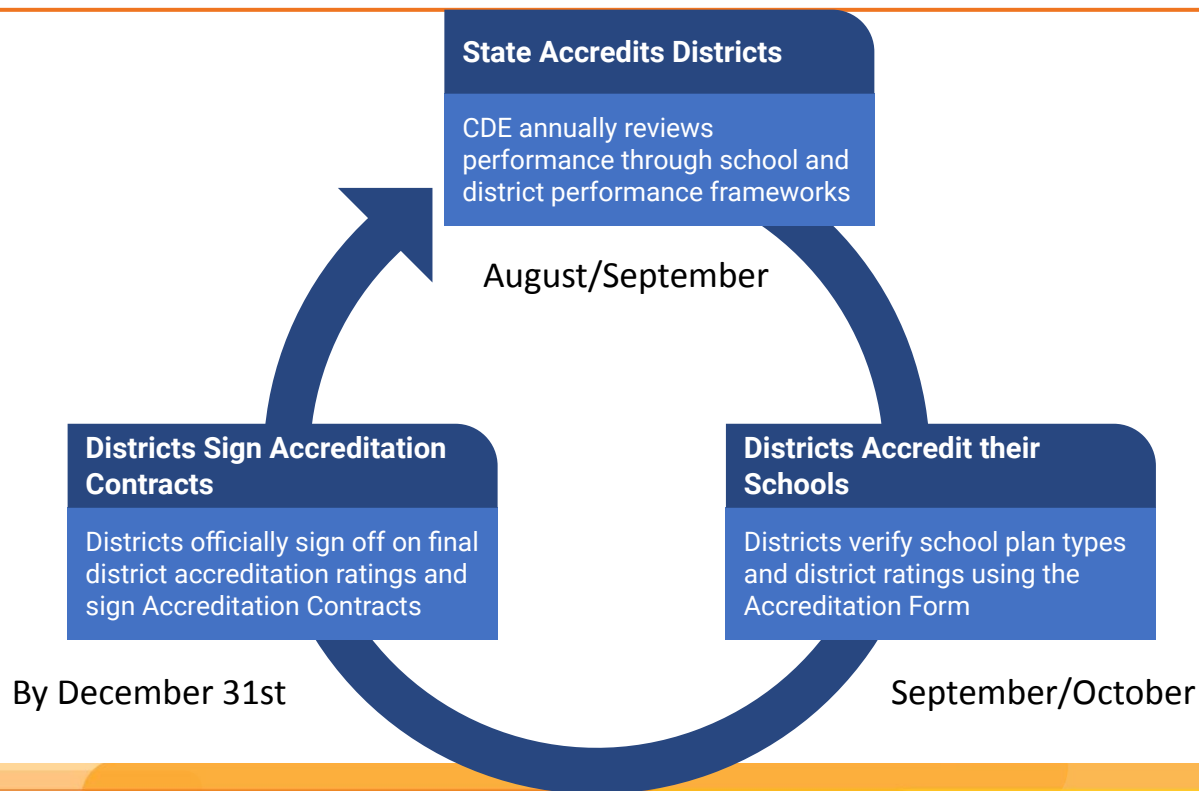 State Accredits Districts
CDE annually reviews
performance through school and
district performance frameworks
August/September
Districts Accredit their
Schools
Districts verify school plan types
and district ratings using the
Accreditation Form
September/October
Districts Sign Accreditation
Contracts
Districts officially sign off on final
district accreditation ratings and
sign Accreditation Contracts
By December 31st